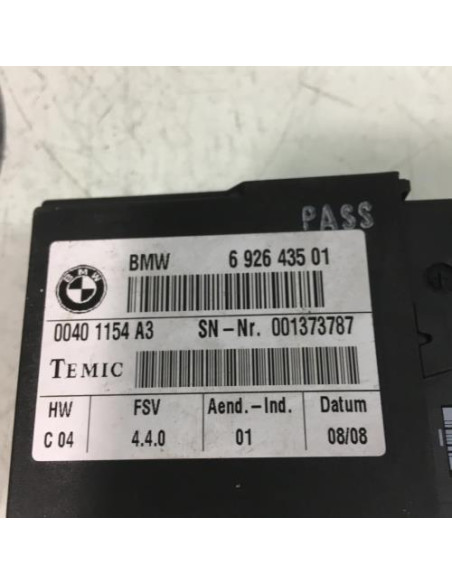 PASS
BMW 6 926 435 01
BMW
0040 1154 A3 SN-Nr. 001373787
TEMIC
HW FSV Aend.-Ind. Datum
C 04 4.4.0 01 08/08